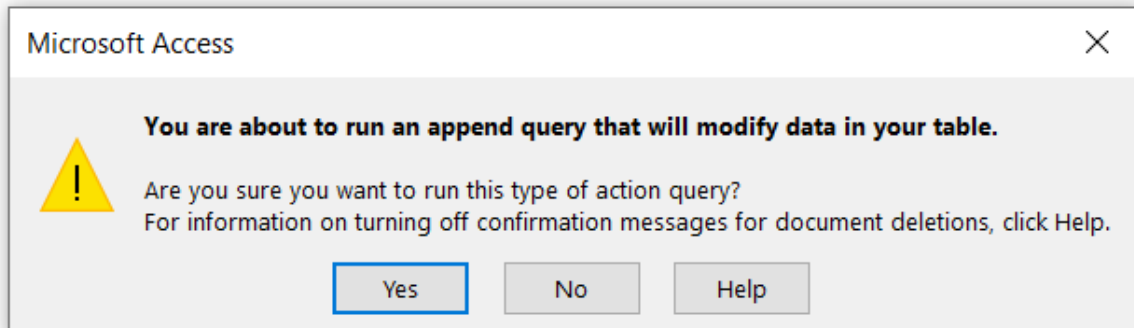 Microsoft Access
You are about to run an append query that will modify data in your table.
Are you sure you want to run this type of action query?
For information on turning off confirmation messages for document deletions, click Help.
Yes No Help